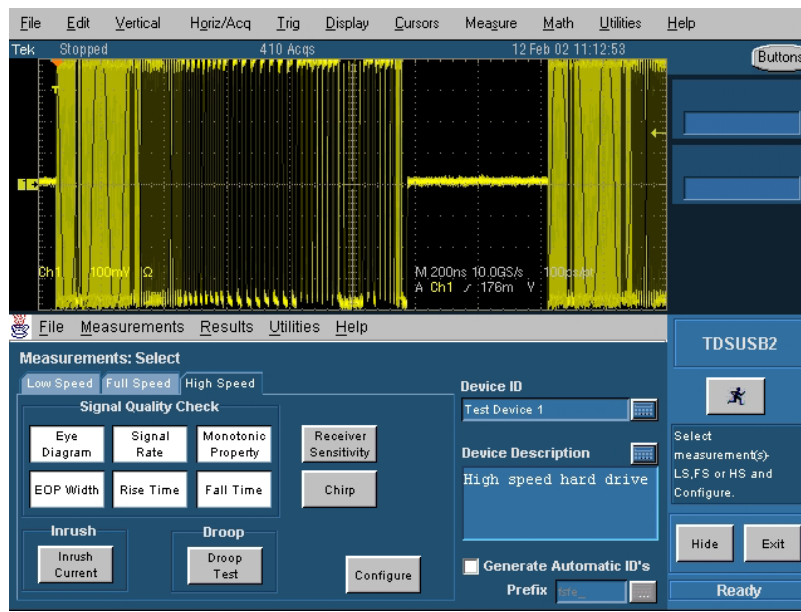 File Edit Vertical Horiz/Acq Trig Display Cursors Measure Math Utilities Help
Tek Stopped 410 Acqs 12 Feb 02 11:12:53
Buttons
1
Ch1 100mV Ω
M 200ns 10.0GS/s 100ps/pt
A Ch1 176m V
File Measurements Results Utilities Help
TDSUSB2
Measurements: Select
Low Speed Full Speed High Speed
Signal Quality Check
Eye Diagram
Signal Rate
Monotonic Property
Receiver Sensitivity
EOP Width
Rise Time
Fall Time
Chirp
Inrush
Inrush Current
Droop
Droop Test
Configure
Device ID
Test Device 1
Device Description
High speed hard drive
Generate Automatic ID's
Prefix
...
Select
measurement(s)-
LS,FS or HS and
Configure.
Hide
Exit
Ready